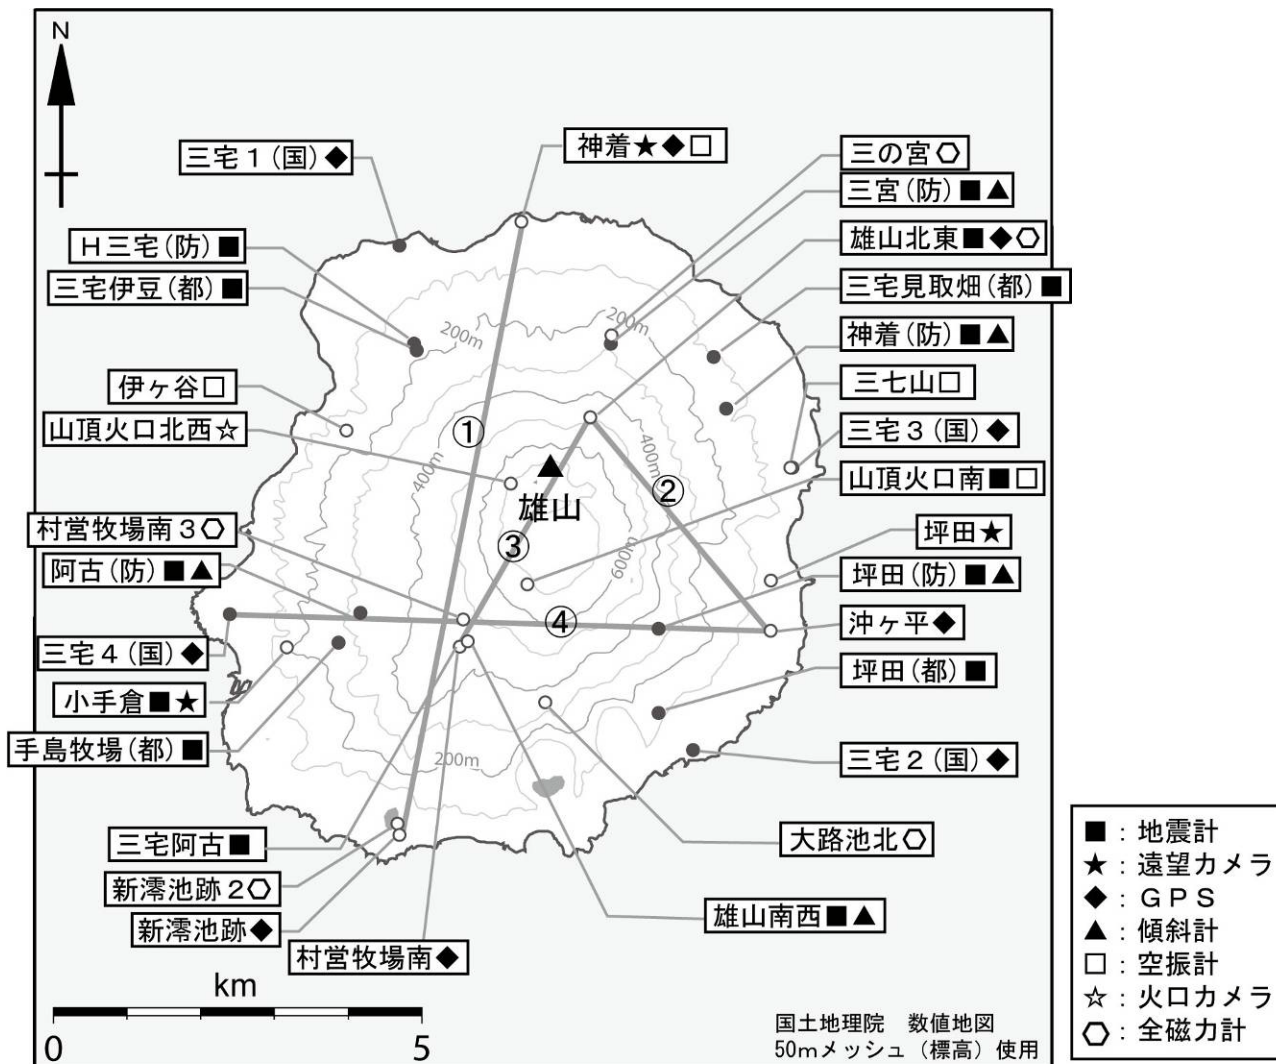 N
神着★◆□
三宅１(国)◆
三の宮⬡
三宮(防)■▲
H三宅(防)■
雄山北東■◆⬡
三宅伊豆(都)■
三宅見取畑(都)■
200m
200m
神着(防)■▲
伊ヶ谷□
三七山□
山頂火口北西☆
①
三宅３(国)◆
400m
400m
山頂火口南■□
②
雄山
村営牧場南３⬡
坪田★
③
600m
阿古(防)■▲
坪田(防)■▲
④
沖ヶ平◆
三宅４(国)◆
坪田(都)■
小手倉■★
手島牧場(都)■
200m
三宅２(国)◆
三宅阿古■
大路池北⬡
新澪池跡２⬡
雄山南西■▲
新澪池跡◆
村営牧場南◆
km
0
5
国土地理院　数値地図
50mメッシュ（標高）使用
■：地震計
★：遠望カメラ
◆：GPS
▲：傾斜計
□：空振計
☆：火口カメラ
⬡：全磁力計